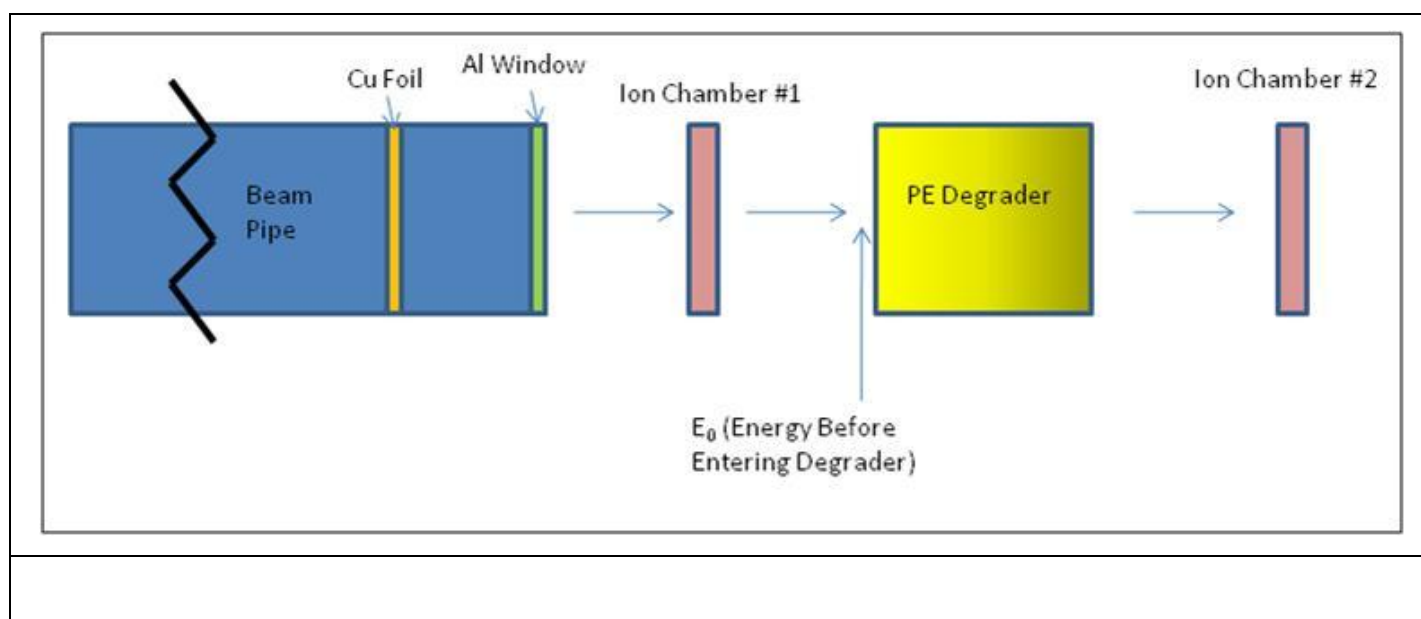 Cu Foil
Al Window
Ion Chamber #1
Ion Chamber #2
Beam
Pipe
PE Degrader
E₀ (Energy Before
Entering Degrader)